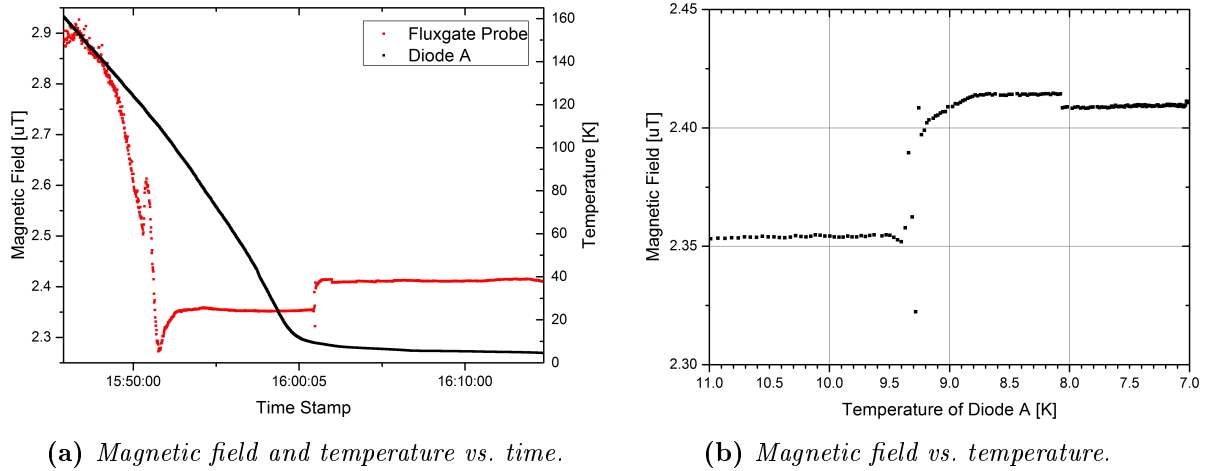 Magnetic Field [uT]
2.9
2.8
2.7
2.6
2.5
2.4
2.3
Fluxgate Probe
Diode A
160
140
120
100
80
60
40
20
0
Temperature [K]
15:50:00 16:00:05 16:10:00
Time Stamp
(a) Magnetic field and temperature vs. time.
Magnetic Field [uT]
2.45
2.40
2.35
2.30
11.0 10.5 10.0 9.5 9.0 8.5 8.0 7.5 7.0
Temperature of Diode A [K]
(b) Magnetic field vs. temperature.